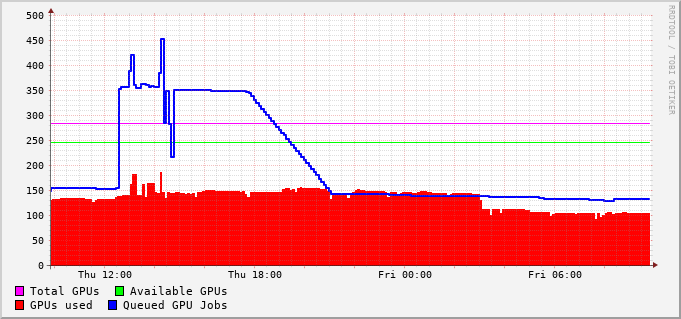 500
450
400
350
300
250
200
150
100
50
0
Thu 12:00 Thu 18:00 Fri 00:00 Fri 06:00
Total GPUs Available GPUs
GPUs used Queued GPU Jobs
RRDTOOL / TOBI OETIKER